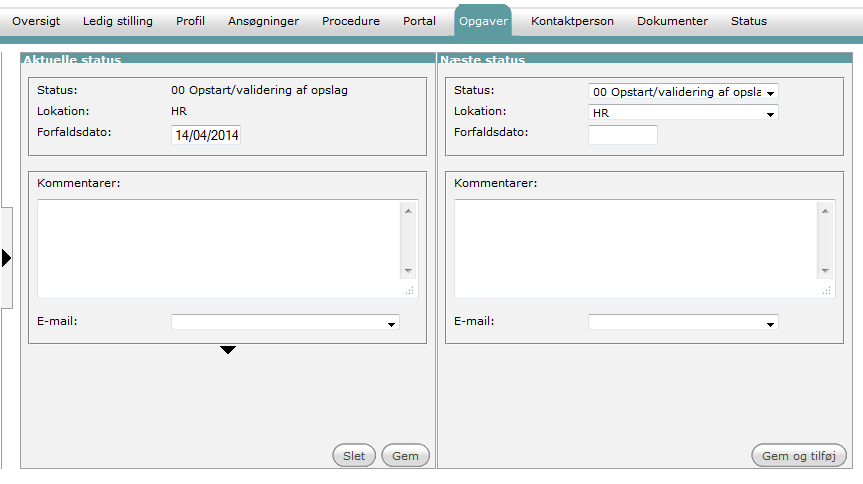 Oversigt Ledig stilling Profil Ansøgninger Procedure Portal Opgaver Kontaktperson Dokumenter Status
Aktuelle status
Status: 00 Opstart/validering af opslag
Lokation: HR
Forfaldsdato: 14/04/2014
Kommentarer:
E-mail:
Slet Gem
Næste status
Status: 00 Opstart/validering af opsla
Lokation: HR
Forfaldsdato:
Kommentarer:
E-mail:
Gem og tilføj